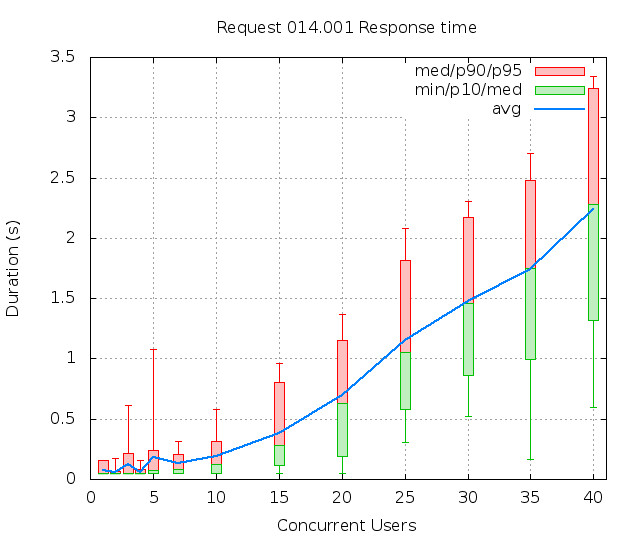 Request 014.001 Response time
med/p90/p95
min/p10/med
avg
Duration (s)
3.5
3
2.5
2
1.5
1
0.5
0
0 5 10 15 20 25 30 35 40
Concurrent Users